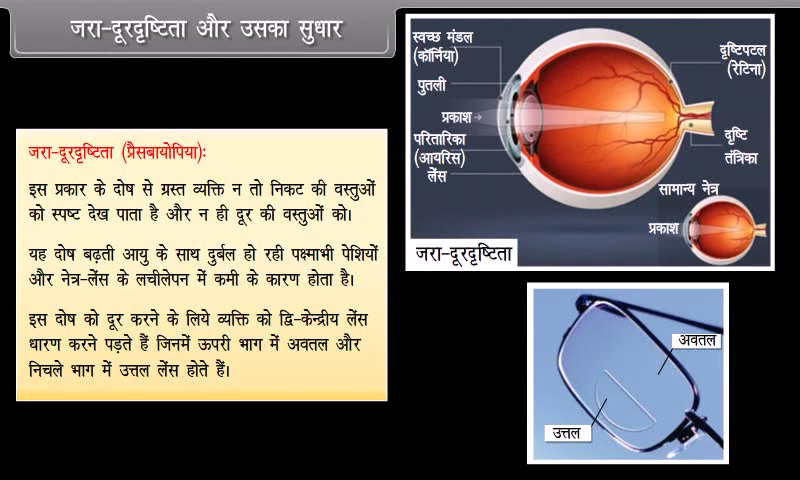 जरा-दूरदृष्टिता और उसका सुधार
जरा-दूरदृष्टिता (प्रैसबायोपिया):
इस प्रकार के दोष से ग्रस्त व्यक्ति न तो निकट की वस्तुओं
को स्पष्ट देख पाता है और न ही दूर की वस्तुओं को।
यह दोष बढ़ती आयु के साथ दुर्बल हो रही पक्ष्माभी पेशियों
और नेत्र-लेंस के लचीलेपन में कमी के कारण होता है।
इस दोष को दूर करने के लिये व्यक्ति को द्वि-केन्द्रीय लेंस
धारण करने पड़ते हैं जिनमें ऊपरी भाग में अवतल और
निचले भाग में उत्तल लेंस होते हैं।
स्वच्छ मंडल
(कॉर्निया)
पुतली
प्रकाश
परितारिका
(आयरिस)
लेंस
दृष्टिपटल
(रेटिना)
दृष्टि
तंत्रिका
सामान्य नेत्र
प्रकाश
जरा-दूरदृष्टिता
अवतल
उत्तल